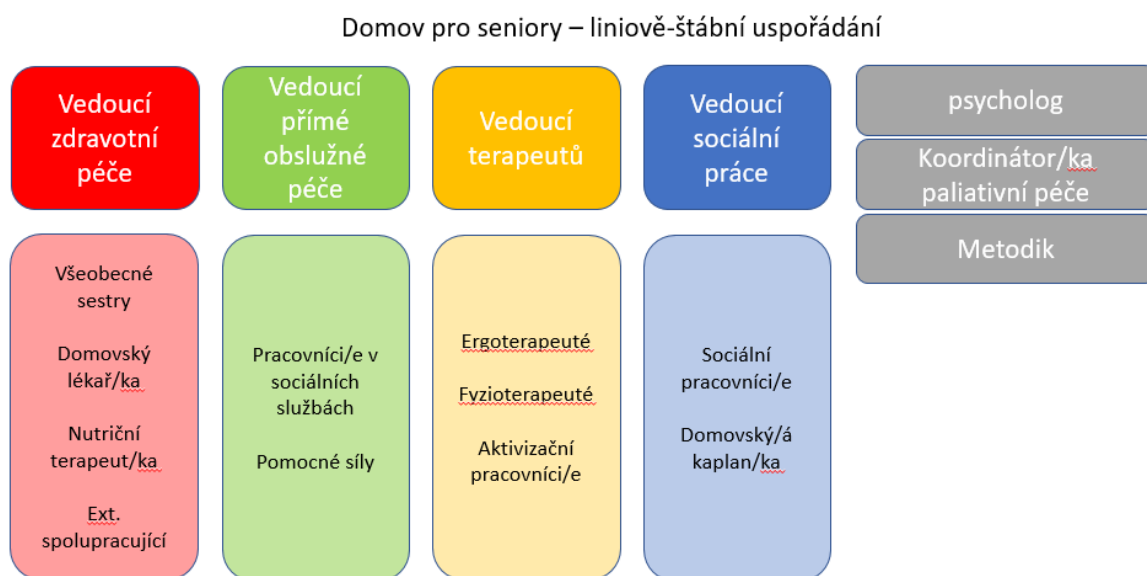 Domov pro seniory – liniově-štábní uspořádání
Vedoucí
zdravotní
péče
Vedoucí
přímé
obslužné
péče
Vedoucí
terapeutů
Vedoucí
sociální
práce
psycholog
Koordinátor/ka
paliativní péče
Metodik
Všeobecné
sestry
Domovský
lékař/ka
Nutriční
terapeut/ka
Ext.
spolupracující
Pracovníci/e v
sociálních
službách
Pomocné síly
Ergoterapeuté
Fyzioterapeuté
Aktivizační
pracovníci/e
Sociální
pracovníci/e
Domovský/á
kaplan/ka